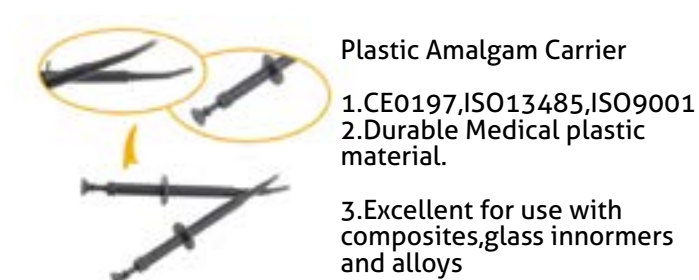 Plastic Amalgam Carrier
1.CE0197,ISO13485,ISO9001
2.Durable Medical plastic
material.
3.Excellent for use with
composites,glass innormers
and alloys